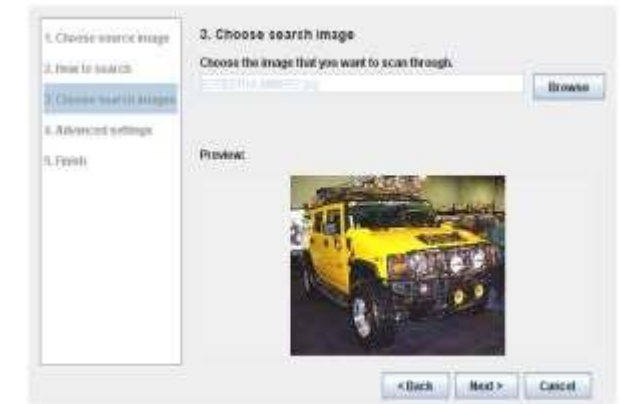 1. Choose source image
2. How to search
3. Choose search images
4. Advanced settings
5. Finish
3. Choose search image
Choose the image that you want to scan through.
Browse
Preview:
< Back
Next >
Cancel